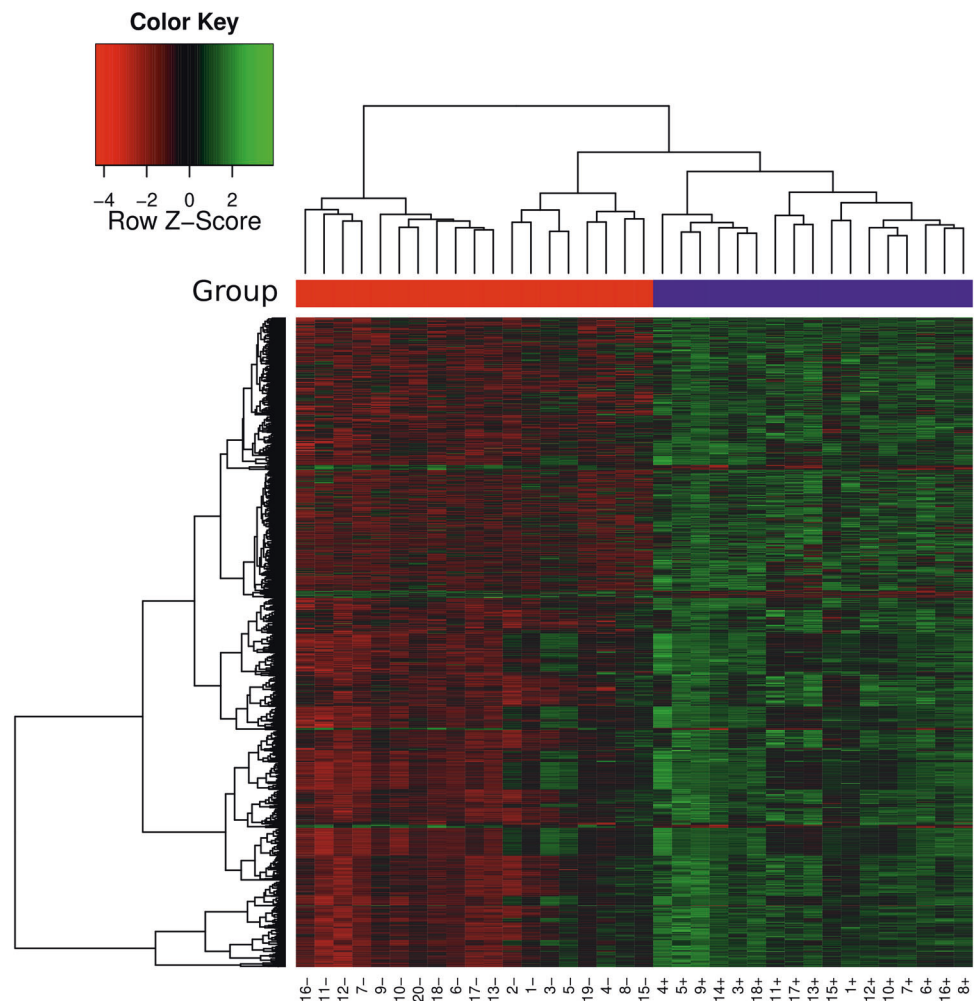 Color Key
−4 −2 0 2
Row Z−Score
Group
16− 11− 12− 7− 9− 10− 20− 18− 6− 17− 13− 2− 1− 3− 5− 19− 4− 8− 15− 4+ 5+ 9+ 14+ 3+ 18+ 11+ 17+ 13+ 15+ 1+ 12+ 10+ 7+ 6+ 16+ 8+